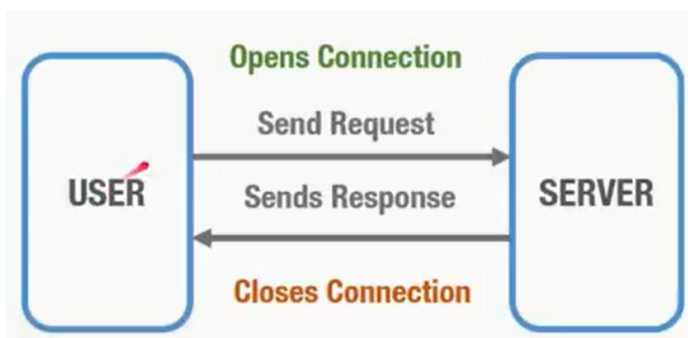 Opens Connection
Send Request
USER
Sends Response
SERVER
Closes Connection